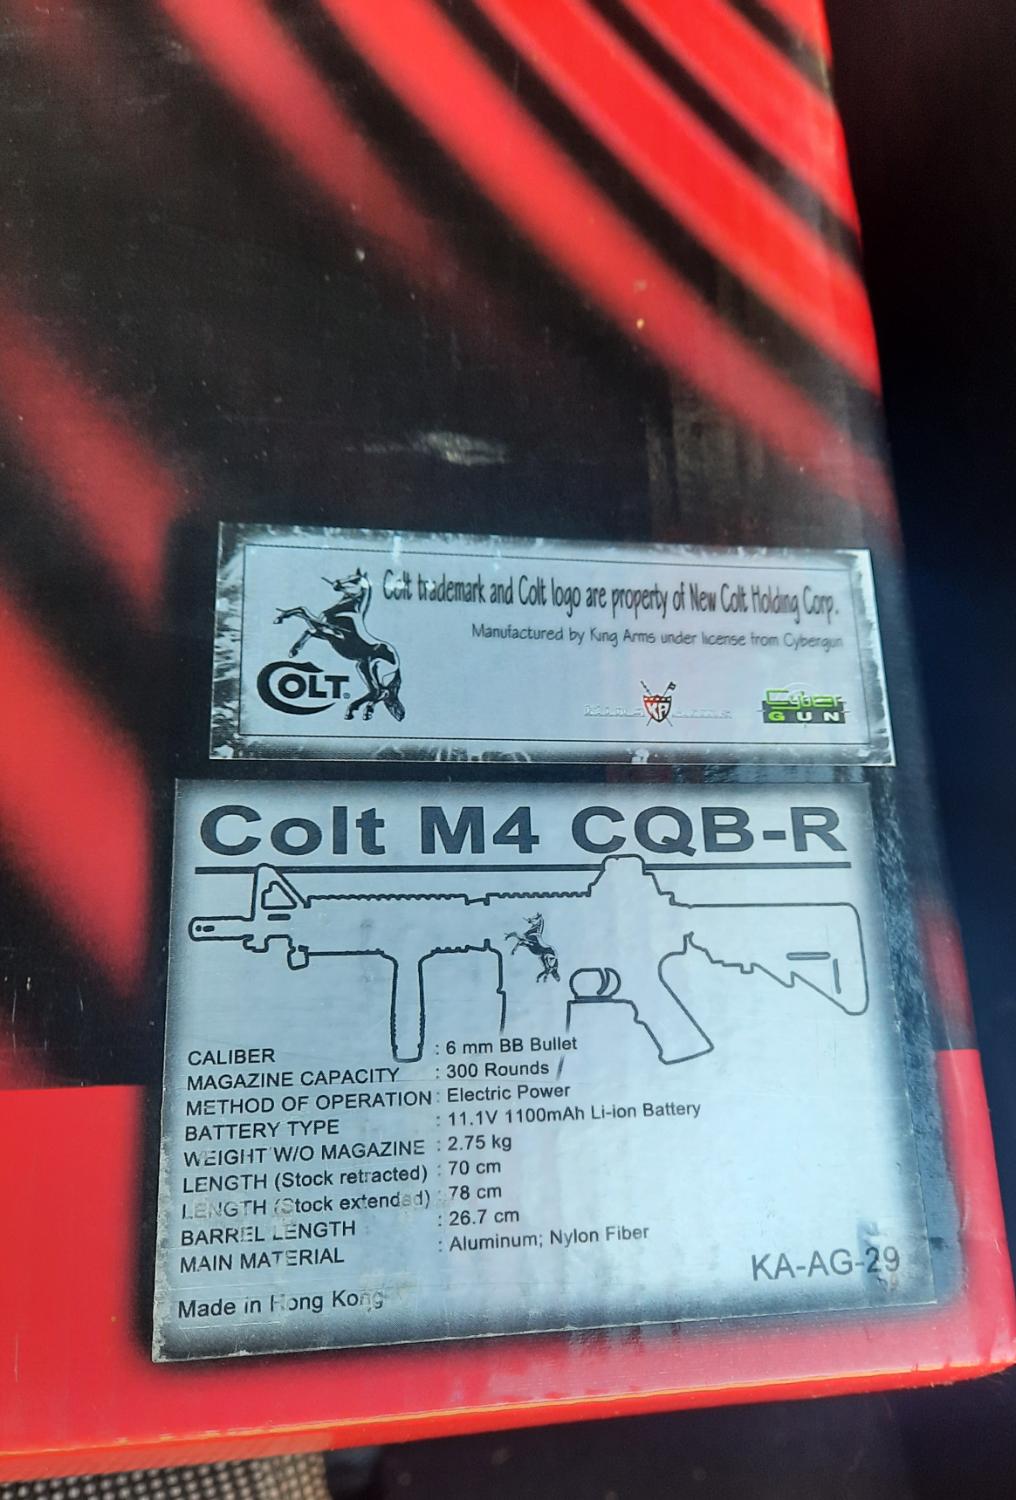 Colt trademark and Colt logo are property of New Colt Holding Corp.
Manufactured by King Arms under license from Cybergun
COLT®
KA
Cyber
GUN
Colt M4 CQB-R
CALIBER : 6 mm BB Bullet
MAGAZINE CAPACITY : 300 Rounds
METHOD OF OPERATION : Electric Power
BATTERY TYPE : 11.1V 1100mAh Li-ion Battery
WEIGHT W/O MAGAZINE : 2.75 kg
LENGTH (Stock retracted) : 70 cm
LENGTH (Stock extended) : 78 cm
BARREL LENGTH : 26.7 cm
MAIN MATERIAL : Aluminum; Nylon Fiber
KA-AG-29
Made in Hong Kong